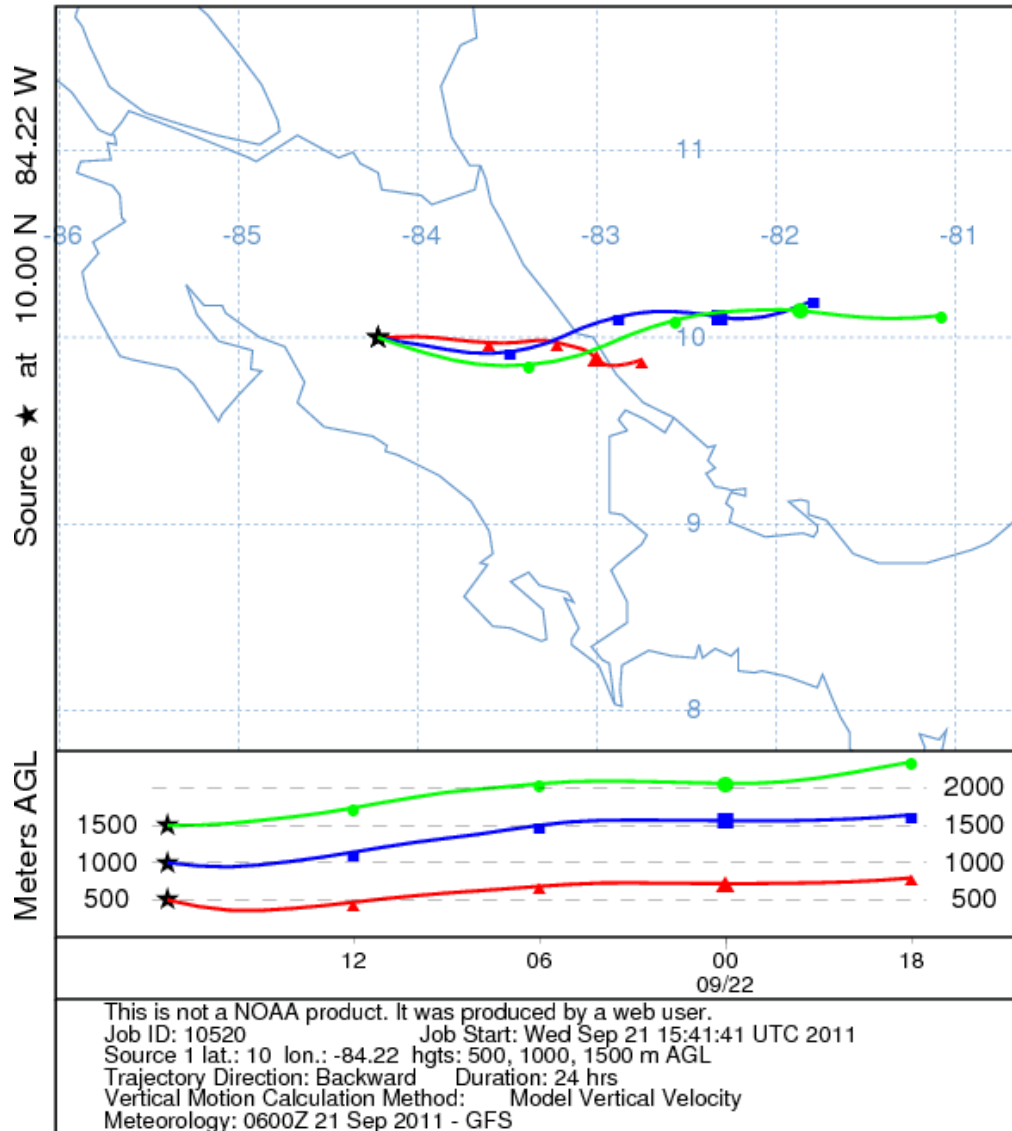 Source ★ at 10.00 N 84.22 W
11
-86 -85 -84 -83 -82 -81
10
9
8
Meters AGL
2000
1500 1500
1000 1000
500 500
12 06 00 18
09/22
This is not a NOAA product. It was produced by a web user.
Job ID: 10520 Job Start: Wed Sep 21 15:41:41 UTC 2011
Source 1 lat.: 10 lon.: -84.22 hgts: 500, 1000, 1500 m AGL
Trajectory Direction: Backward Duration: 24 hrs
Vertical Motion Calculation Method: Model Vertical Velocity
Meteorology: 0600Z 21 Sep 2011 - GFS